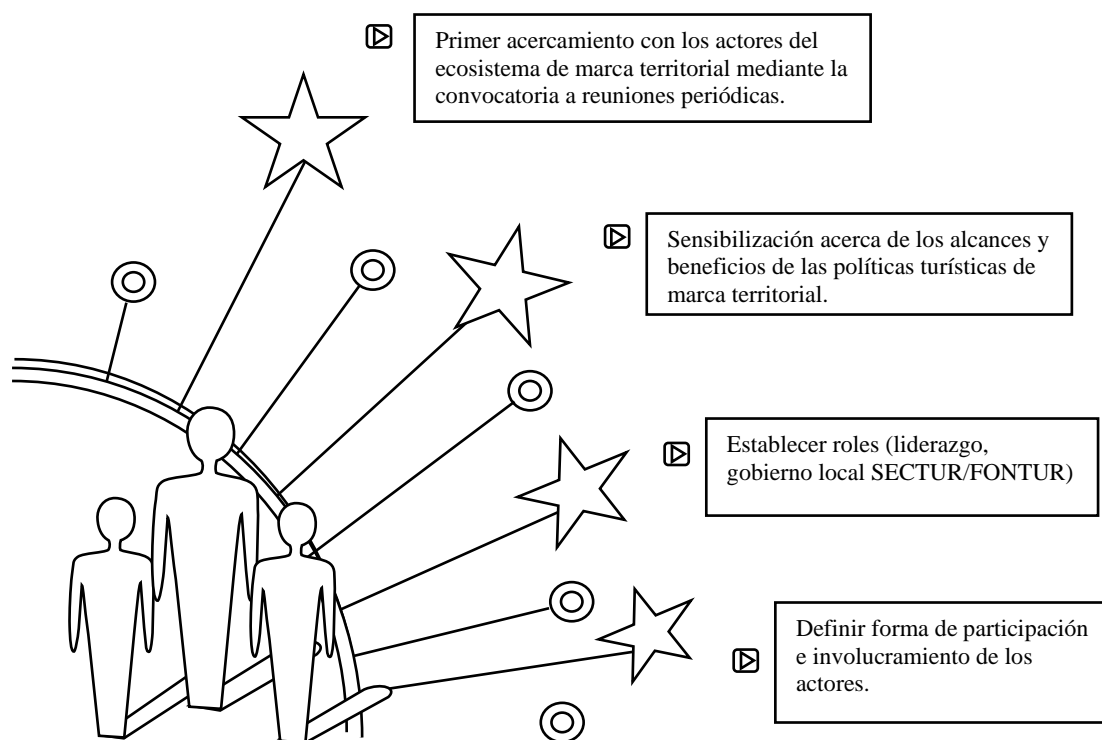 Primer acercamiento con los actores del
ecosistema de marca territorial mediante la
convocatoria a reuniones periódicas.
Sensibilización acerca de los alcances y
beneficios de las políticas turísticas de
marca territorial.
Establecer roles (liderazgo,
gobierno local SECTUR/FONTUR)
Definir forma de participación
e involucramiento de los
actores.